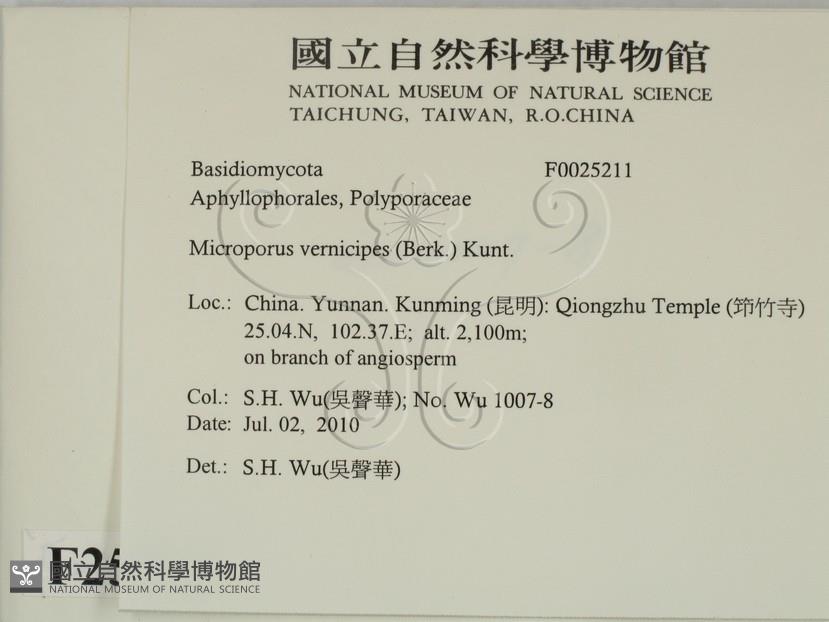 國立自然科學博物館
NATIONAL MUSEUM OF NATURAL SCIENCE
TAICHUNG, TAIWAN, R.O.CHINA
Basidiomycota F0025211
Aphyllophorales, Polyporaceae
Microporus vernicipes (Berk.) Kunt.
Loc.: China. Yunnan. Kunming (昆明): Qiongzhu Temple (筇竹寺)
25.04.N, 102.37.E; alt. 2,100m;
on branch of angiosperm
Col.: S.H. Wu(吳聲華); No. Wu 1007-8
Date: Jul. 02, 2010
Det.: S.H. Wu(吳聲華)
F25
國立自然科學博物館
NATIONAL MUSEUM OF NATURAL SCIENCE